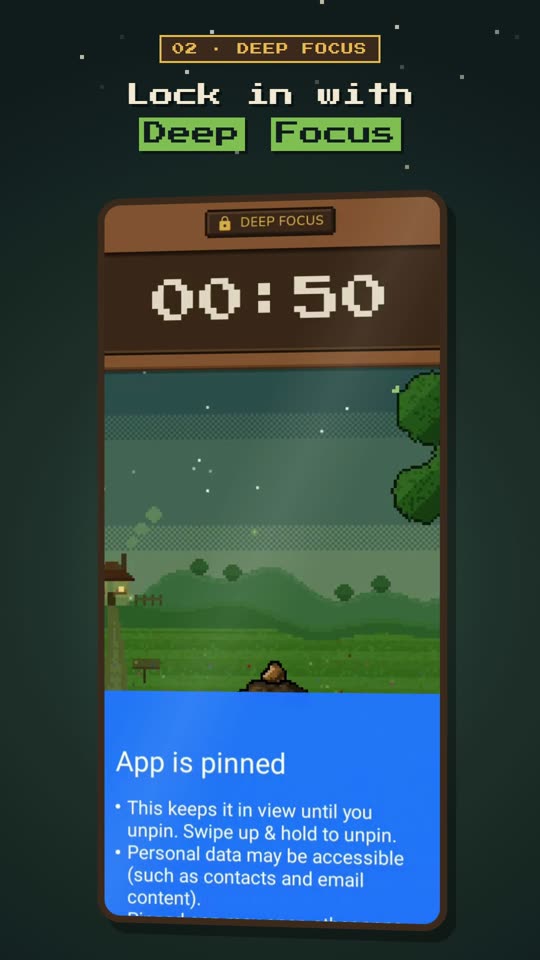 02 · DEEP FOCUS
Lock in with
Deep Focus
DEEP FOCUS
00:50
App is pinned
• This keeps it in view until you
unpin. Swipe up & hold to unpin.
• Personal data may be accessible
(such as contacts and email
content).